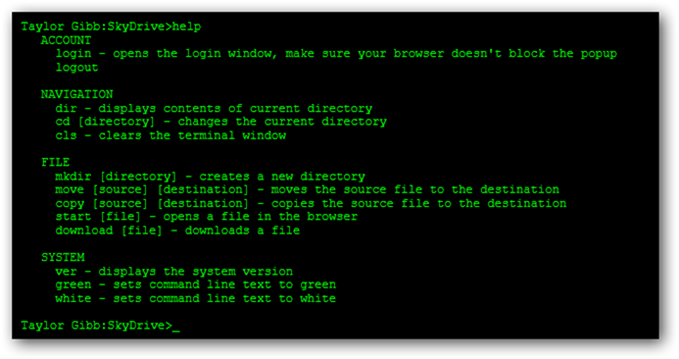 Taylor Gibb:SkyDrive>help
ACCOUNT
login - opens the login window, make sure your browser doesn't block the popup
logout
NAVIGATION
dir - displays contents of current directory
cd [directory] - changes the current directory
cls - clears the terminal window
FILE
mkdir [directory] - creates a new directory
move [source] [destination] - moves the source file to the destination
copy [source] [destination] - copies the source file to the destination
start [file] - opens a file in the browser
download [file] - downloads a file
SYSTEM
ver - displays the system version
green - sets command line text to green
white - sets command line text to white
Taylor Gibb:SkyDrive>_